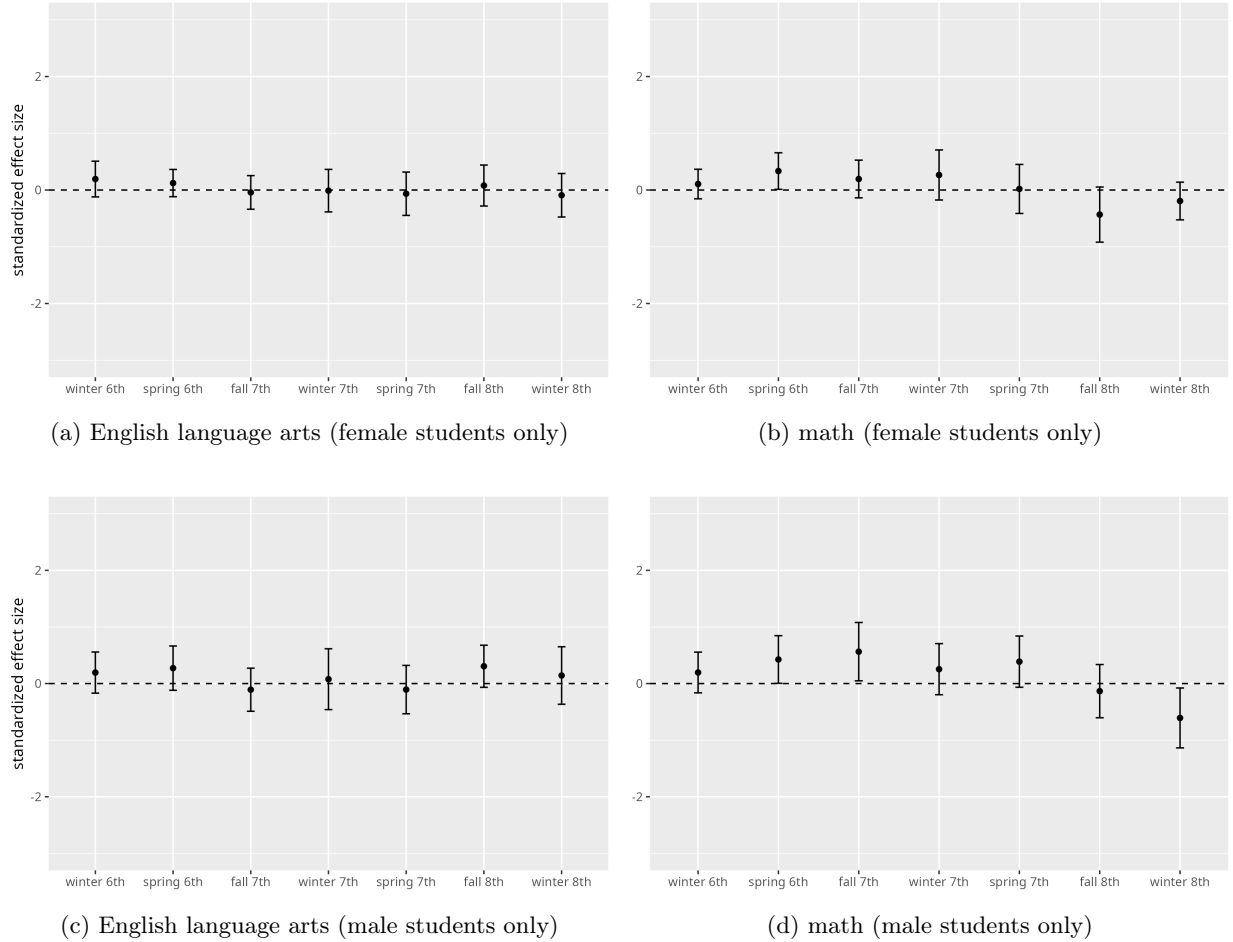 standardized effect size
2
0
-2
winter 6th spring 6th fall 7th winter 7th spring 7th fall 8th winter 8th
(a) English language arts (female students only)
2
0
-2
winter 6th spring 6th fall 7th winter 7th spring 7th fall 8th winter 8th
(b) math (female students only)
standardized effect size
2
0
-2
winter 6th spring 6th fall 7th winter 7th spring 7th fall 8th winter 8th
(c) English language arts (male students only)
2
0
-2
winter 6th spring 6th fall 7th winter 7th spring 7th fall 8th winter 8th
(d) math (male students only)